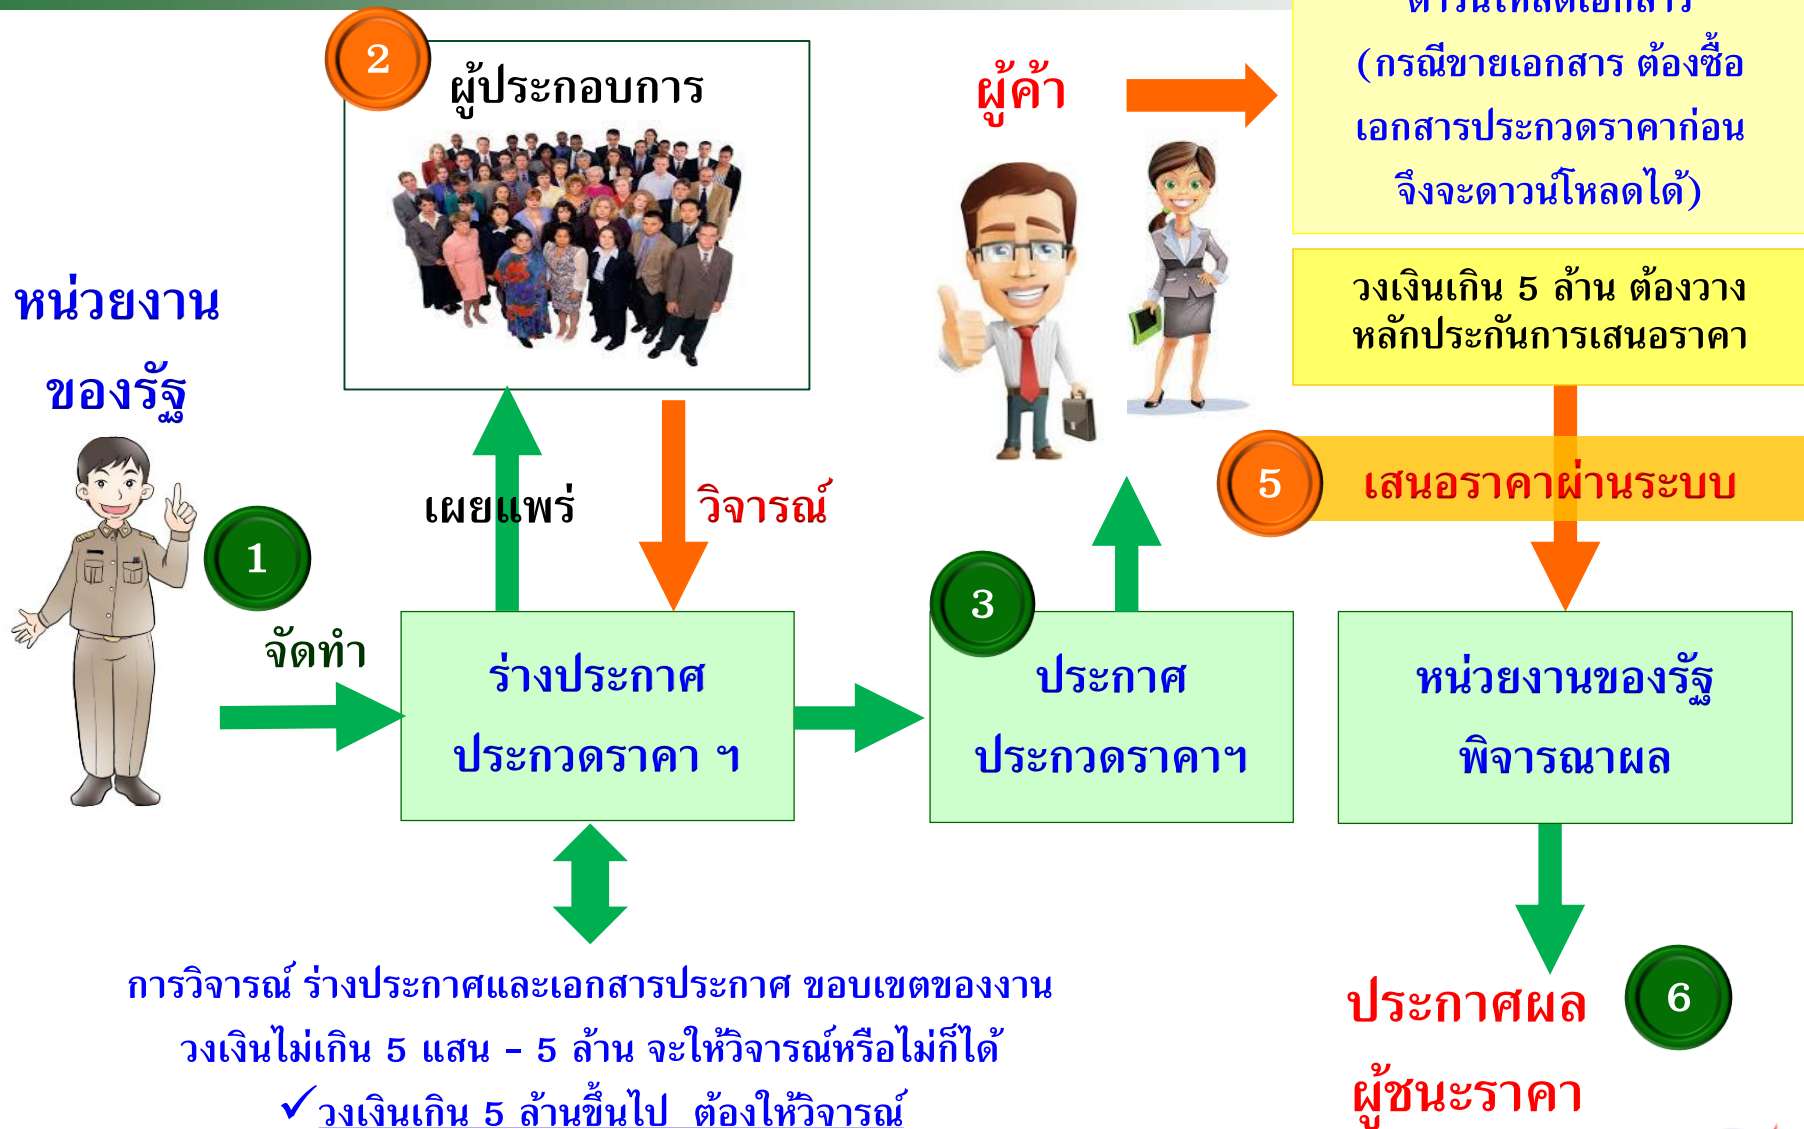 2
ผู้ประกอบการ
ผู้ค้า
ดาวน์โหลดเอกสาร
(กรณีขายเอกสาร ต้องซื้อ
เอกสารประกวดราคาก่อน
จึงจะดาวน์โหลดได้)
วงเงินเกิน 5 ล้าน ต้องวาง
หลักประกันการเสนอราคา
หน่วยงาน
ของรัฐ
เผยแพร่
วิจารณ์
5
เสนอราคาผ่านระบบ
1
จัดทำ
ร่างประกาศ
ประกวดราคา ฯ
3
ประกาศ
ประกวดราคาฯ
หน่วยงานของรัฐ
พิจารณาผล
การวิจารณ์ ร่างประกาศและเอกสารประกาศ ขอบเขตของงาน
วงเงินไม่เกิน 5 แสน - 5 ล้าน จะให้วิจารณ์หรือไม่ก็ได้
✓วงเงินเกิน 5 ล้านขึ้นไป ต้องให้วิจารณ์
ประกาศผล
6
ผู้ชนะราคา